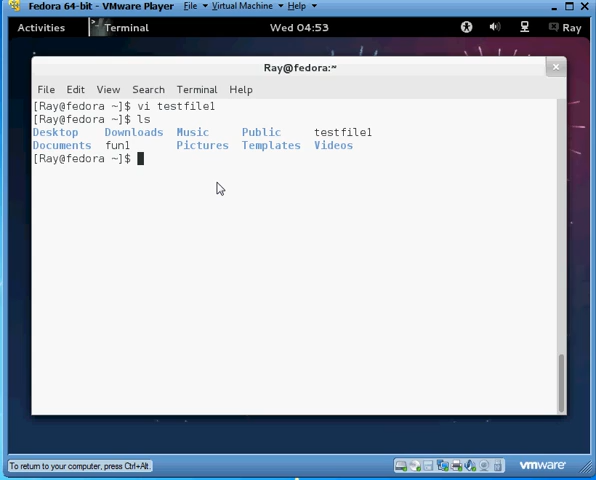 Fedora 64-bit - VMware Player File Virtual Machine Help
Activities Terminal Wed 04:53 Ray
Ray@fedora:~
File Edit View Search Terminal Help
[Ray@fedora ~]$ vi testfile1
[Ray@fedora ~]$ ls
Desktop Downloads Music Public testfile1
Documents fun1 Pictures Templates Videos
[Ray@fedora ~]$
To return to your computer, press Ctrl+Alt. vmware